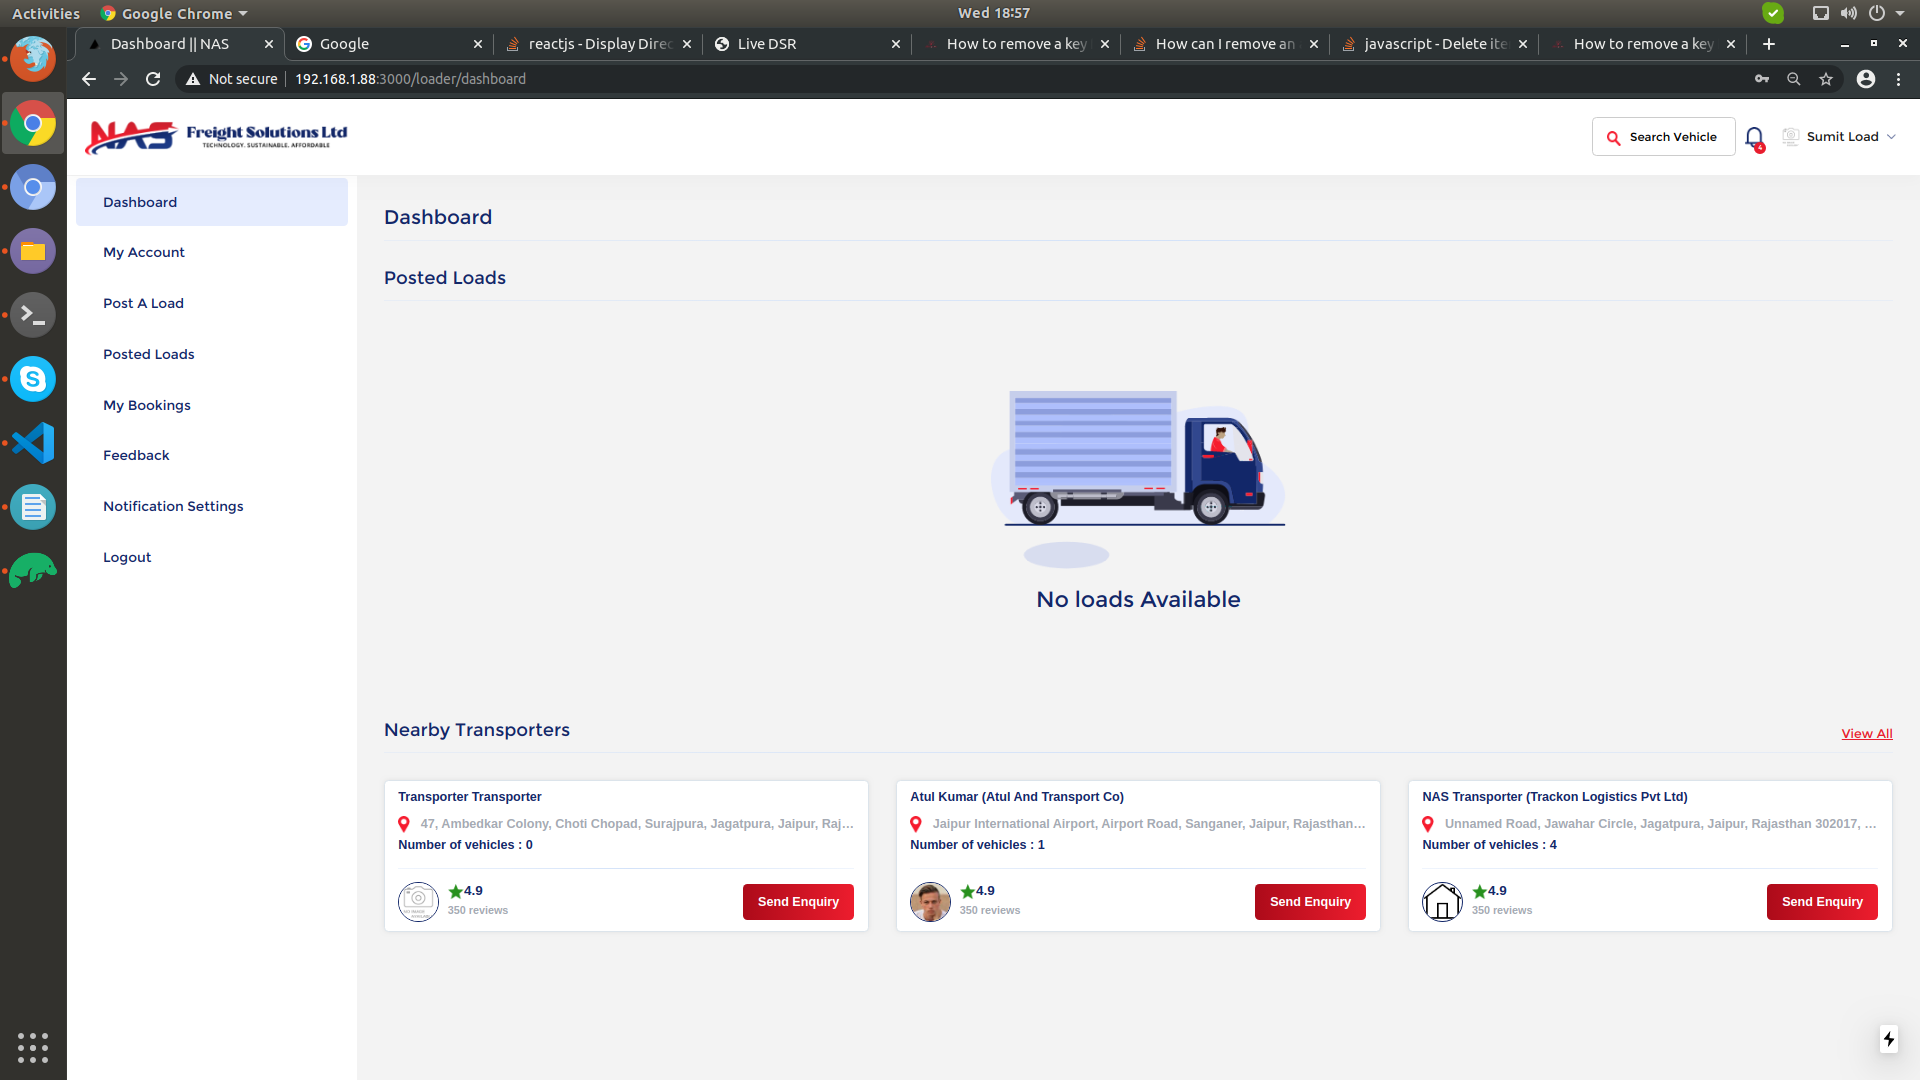 Activities
Google Chrome
Wed 18:57
Dashboard || NAS
Google
reactjs - Display Direc
Live DSR
How to remove a key
How can I remove an
javascript - Delete ite
How to remove a key
Not secure
192.168.1.88:3000/loader/dashboard
NAS Freight Solutions Ltd
TECHNOLOGY. SUSTAINABLE. AFFORDABLE
Search Vehicle
4
Sumit Load
Dashboard
My Account
Post A Load
Posted Loads
My Bookings
Feedback
Notification Settings
Logout
Dashboard
Posted Loads
No loads Available
Nearby Transporters
View All
Transporter Transporter
47, Ambedkar Colony, Choti Chopad, Surajpura, Jagatpura, Jaipur, Raj...
Number of vehicles : 0
4.9
350 reviews
Send Enquiry
Atul Kumar (Atul And Transport Co)
Jaipur International Airport, Airport Road, Sanganer, Jaipur, Rajasthan...
Number of vehicles : 1
4.9
350 reviews
Send Enquiry
NAS Transporter (Trackon Logistics Pvt Ltd)
Unnamed Road, Jawahar Circle, Jagatpura, Jaipur, Rajasthan 302017, ...
Number of vehicles : 4
4.9
350 reviews
Send Enquiry